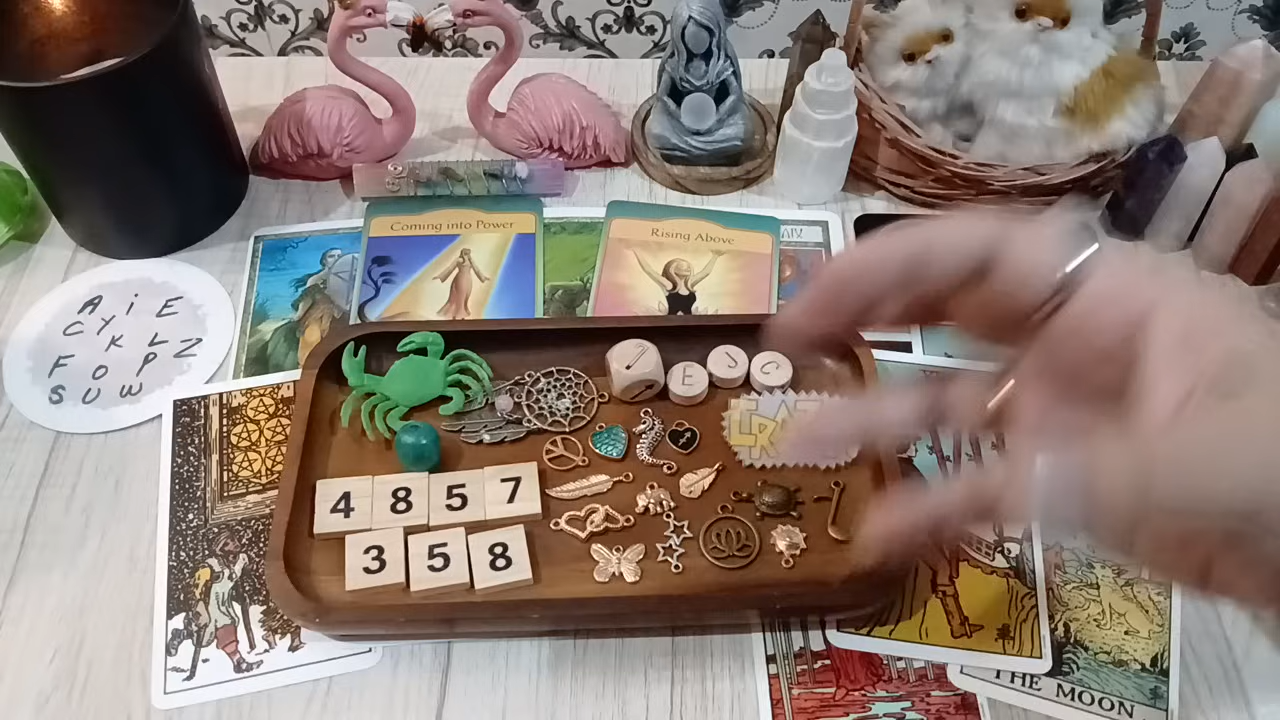 Coming into Power
Rising Above
A i E
C Y K L Z
F O P
S U W
E
4 8 5 7
3 5 8
THE MOON